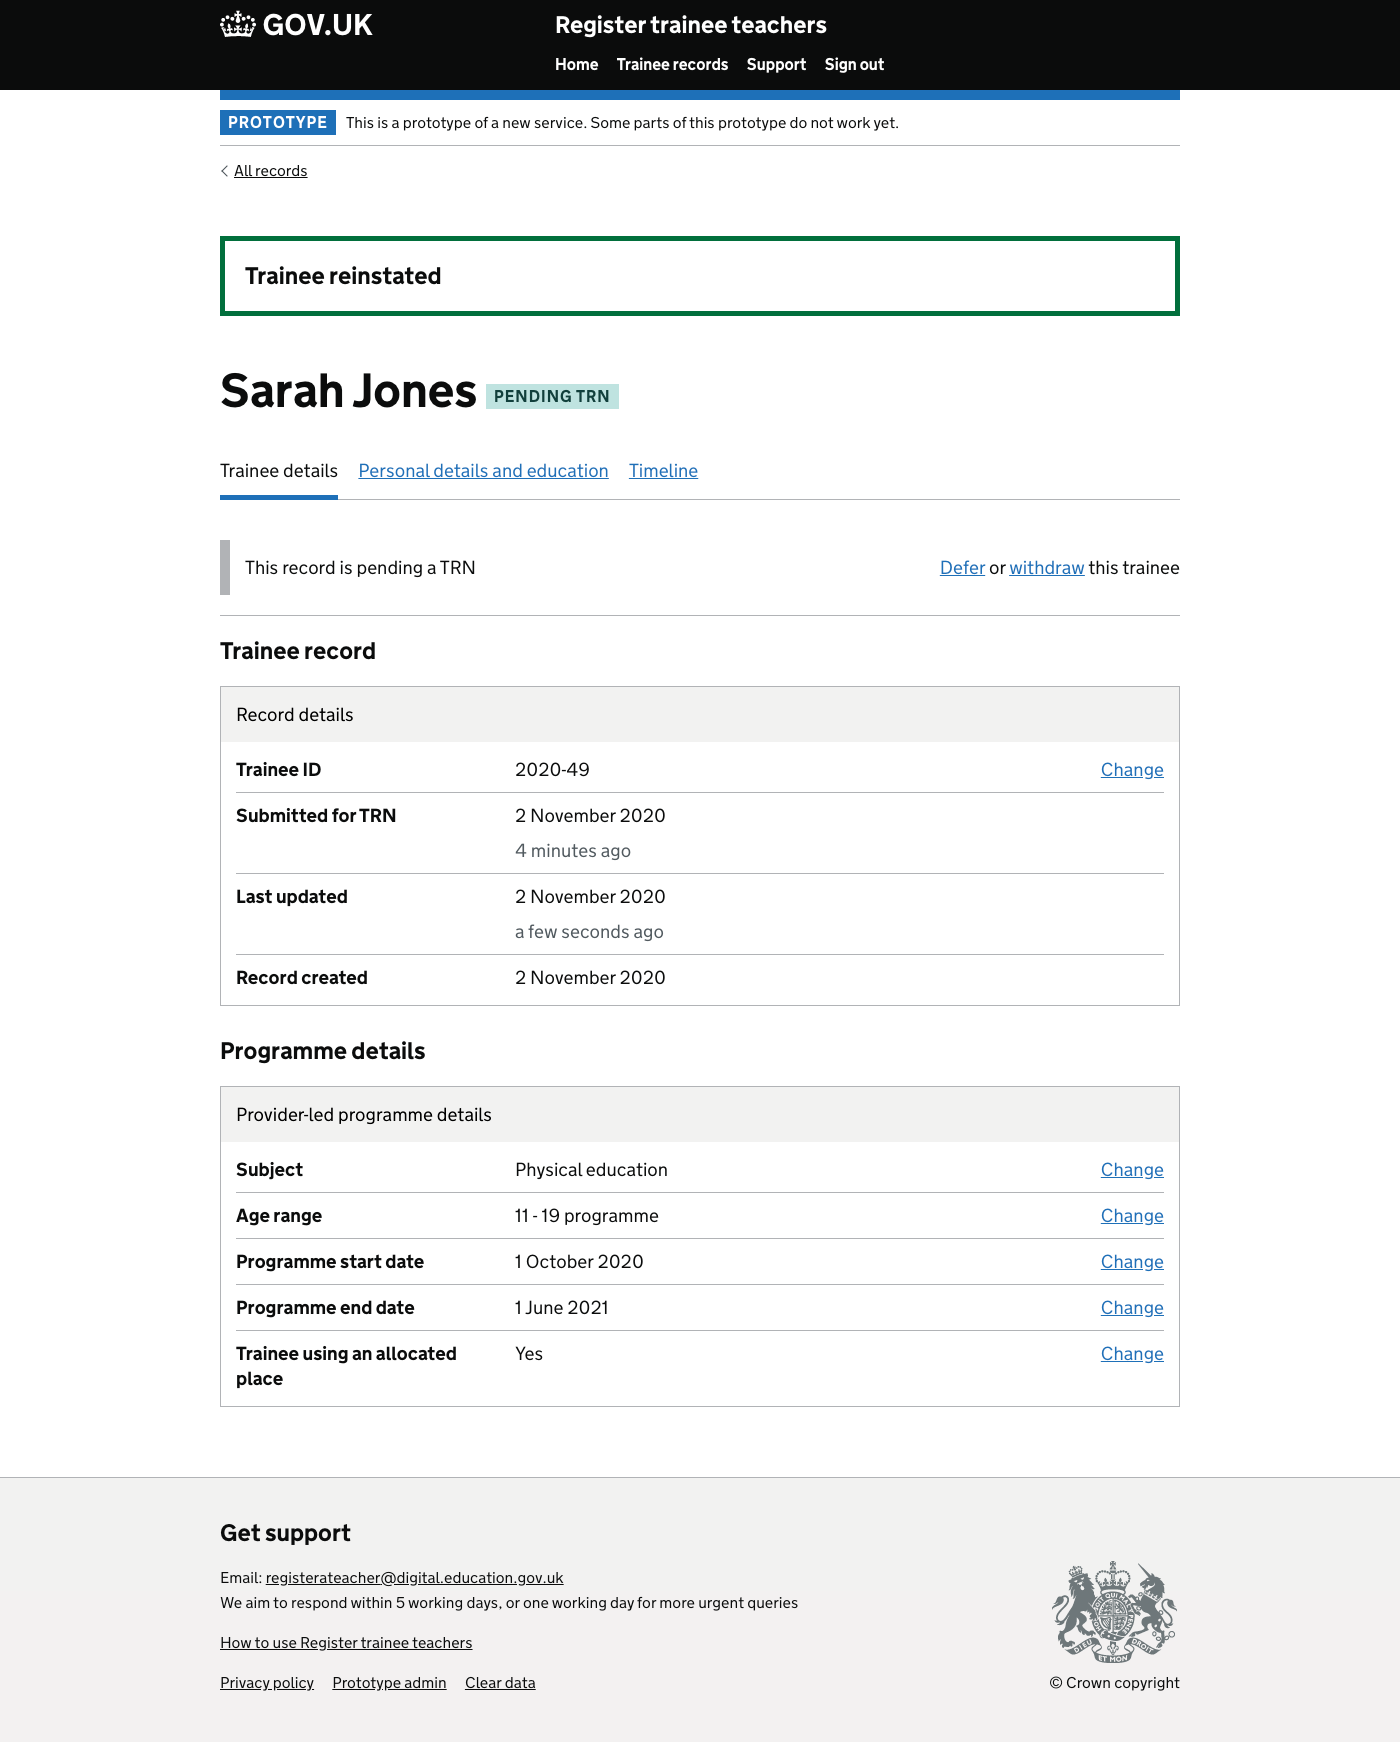 GOV.UK
Register trainee teachers
Home Trainee records Support Sign out
PROTOTYPE This is a prototype of a new service. Some parts of this prototype do not work yet.
All records
Trainee reinstated
Sarah Jones PENDING TRN
Trainee details Personal details and education Timeline
This record is pending a TRN Defer or withdraw this trainee
Trainee record
Record details
Trainee ID 2020-49 Change
Submitted for TRN 2 November 2020
4 minutes ago
Last updated 2 November 2020
a few seconds ago
Record created 2 November 2020
Programme details
Provider-led programme details
Subject Physical education Change
Age range 11 - 19 programme Change
Programme start date 1 October 2020 Change
Programme end date 1 June 2021 Change
Trainee using an allocated Yes Change
place
Get support
Email: registerateacher@digital.education.gov.uk
We aim to respond within 5 working days, or one working day for more urgent queries
How to use Register trainee teachers
DIEU ET MON DROIT
Privacy policy Prototype admin Clear data © Crown copyright